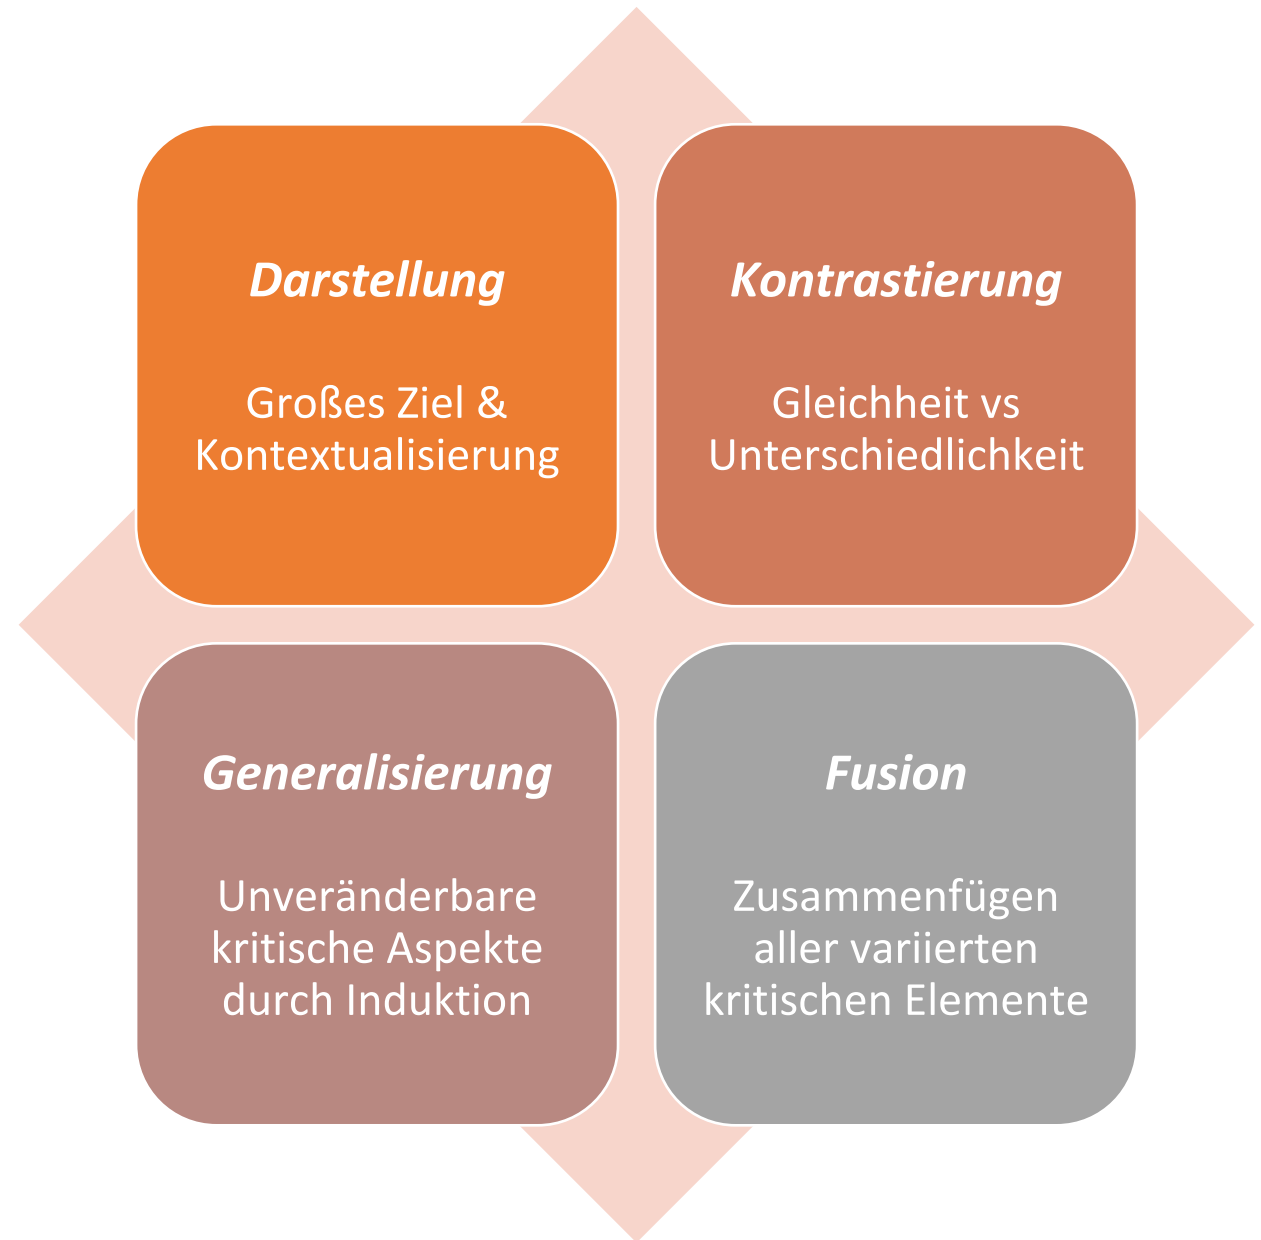 Darstellung
Großes Ziel &
Kontextualisierung
Kontrastierung
Gleichheit vs
Unterschiedlichkeit
Generalisierung
Unveränderbare
kritische Aspekte
durch Induktion
Fusion
Zusammenfügen
aller variierten
kritischen Elemente